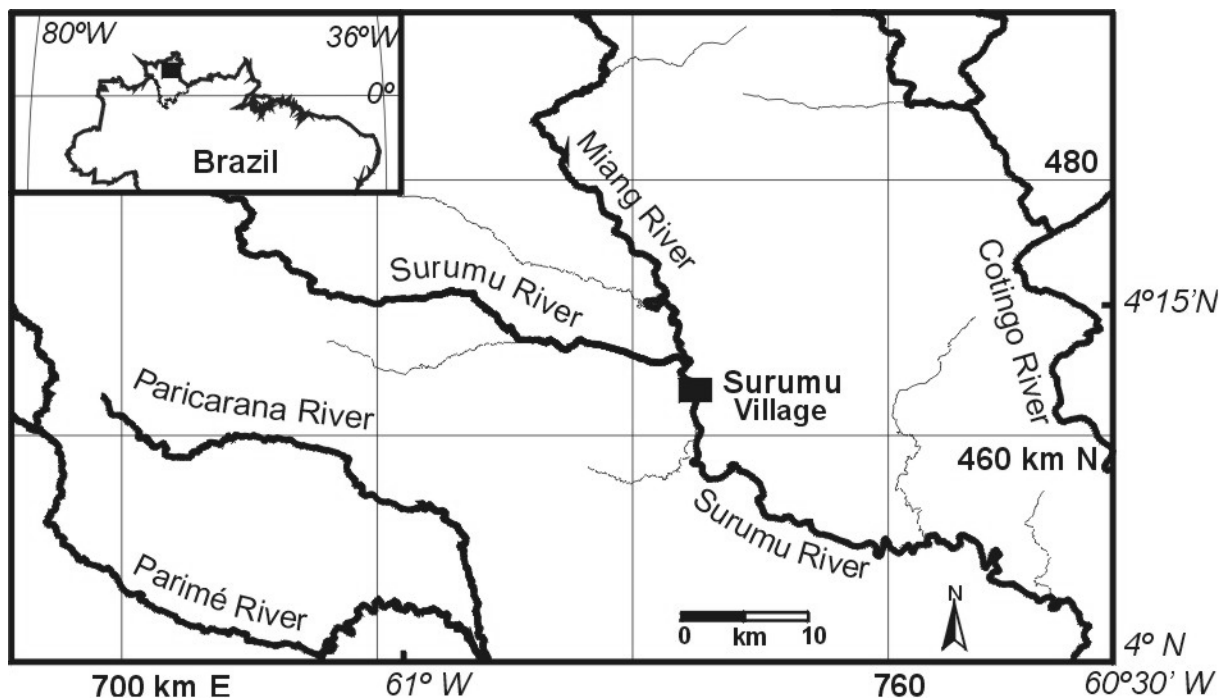 80ºW
36ºW
0º
Brazil
Miang River
480
Surumu River
Cotingo River
4º15’N
Paricarana River
Surumu
Village
460 km N
Surumu River
Parimé River
0 km 10
N
4º N
700 km E
61º W
760
60º30’ W